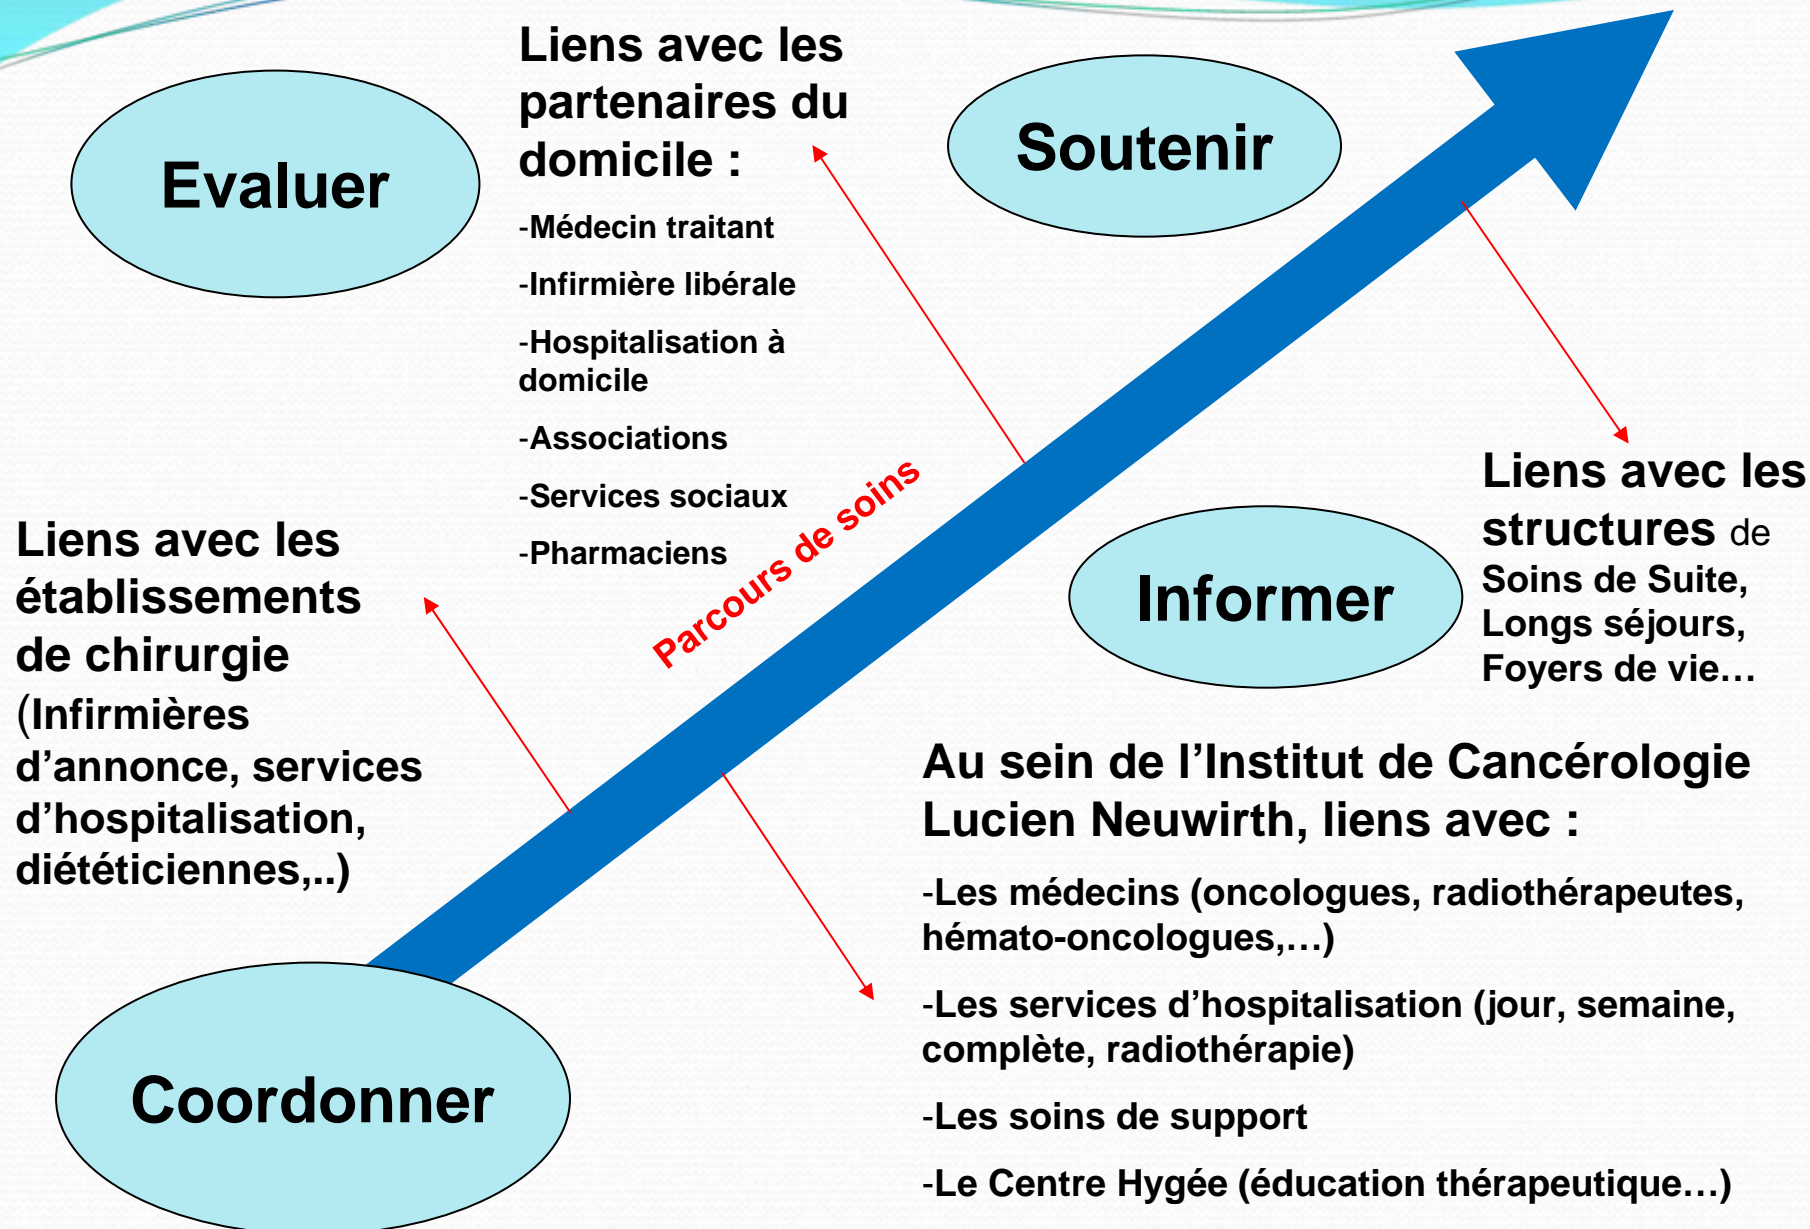 Evaluer
Liens avec les
partenaires du
domicile :
-Médecin traitant
-Infirmière libérale
-Hospitalisation à
domicile
-Associations
-Services sociaux
-Pharmaciens
Soutenir
Parcours de soins
Liens avec les
établissements
de chirurgie
(Infirmières
d’annonce, services
d’hospitalisation,
diététiciennes,..)
Informer
Liens avec les
structures de
Soins de Suite,
Longs séjours,
Foyers de vie…
Au sein de l’Institut de Cancérologie
Lucien Neuwirth, liens avec :
-Les médecins (oncologues, radiothérapeutes,
hémato-oncologues,…)
-Les services d’hospitalisation (jour, semaine,
complète, radiothérapie)
-Les soins de support
-Le Centre Hygée (éducation thérapeutique…)
Coordonner